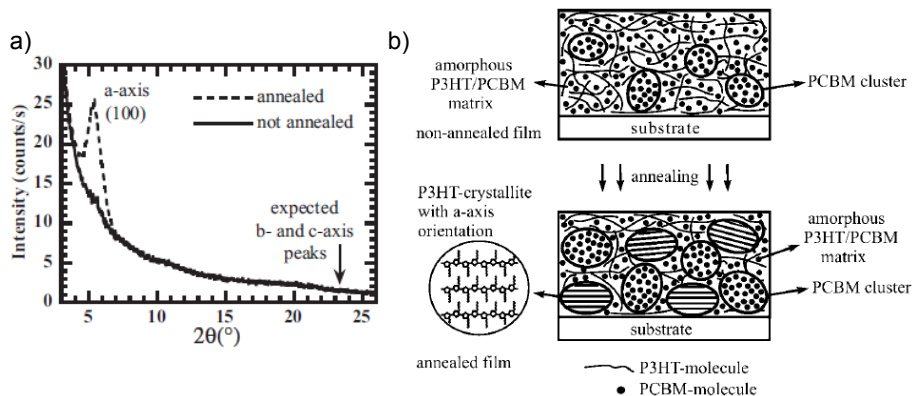 a)
30
25
20
15
10
5
0
Intensity (counts/s)
a-axis
(100)
annealed
not annealed
expected
b- and c-axis
peaks
5
10
15
20
25
2θ(°)
b)
amorphous
P3HT/PCBM
matrix
non-annealed film
PCBM cluster
substrate
annealing
P3HT-crystallite
with a-axis
orientation
amorphous
P3HT/PCBM
matrix
PCBM cluster
substrate
annealed film
P3HT-molecule
PCBM-molecule